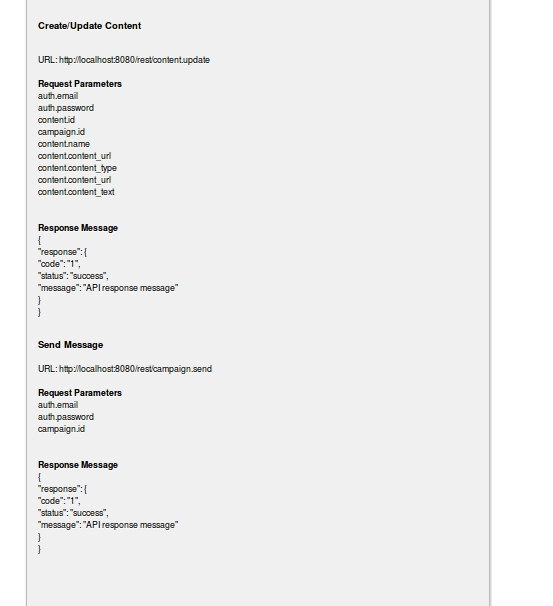 Create/Update Content
URL: http://localhost:8080/rest/content.update
Request Parameters
auth.email
auth.password
content.id
campaign.id
content.name
content.content_url
content.content_type
content.content_url
content.content_text
Response Message
{
"response": {
"code": "1",
"status": "success",
"message": "API response message"
}
}
Send Message
URL: http://localhost:8080/rest/campaign.send
Request Parameters
auth.email
auth.password
campaign.id
Response Message
{
"response": {
"code": "1",
"status": "success",
"message": "API response message"
}
}